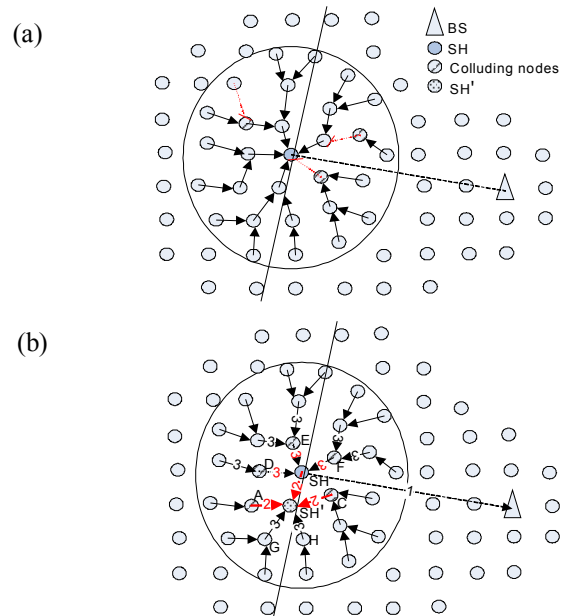 (a)
BS
SH
Colluding nodes
SH'
(b)
3
3 E 3
3 D 3
3 F 3
SH
2
1
A 2
2 C
SH'
3
3
G
H